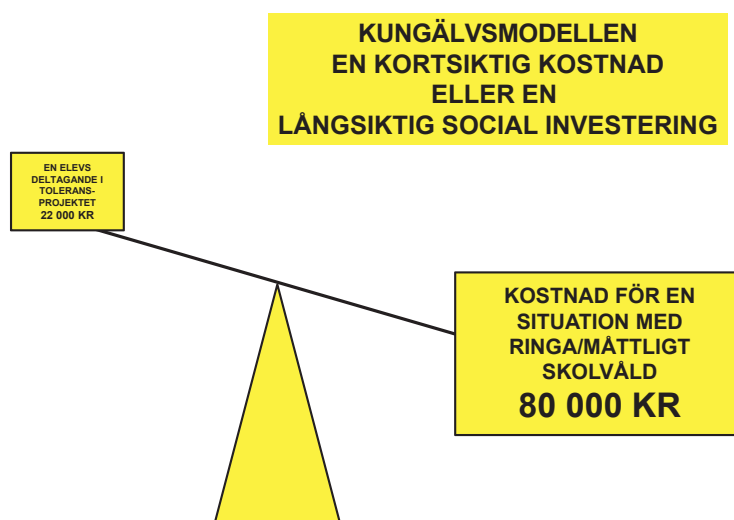 KUNGÄLVSMODELLEN
EN KORTSIKTIG KOSTNAD
ELLER EN
LÅNGSIKTIG SOCIAL INVESTERING
EN ELEVS
DELTAGANDE I
TOLERANS-
PROJEKTET
22 000 KR
KOSTNAD FÖR EN
SITUATION MED
RINGA/MÅTTLIGT
SKOLVÅLD
80 000 KR